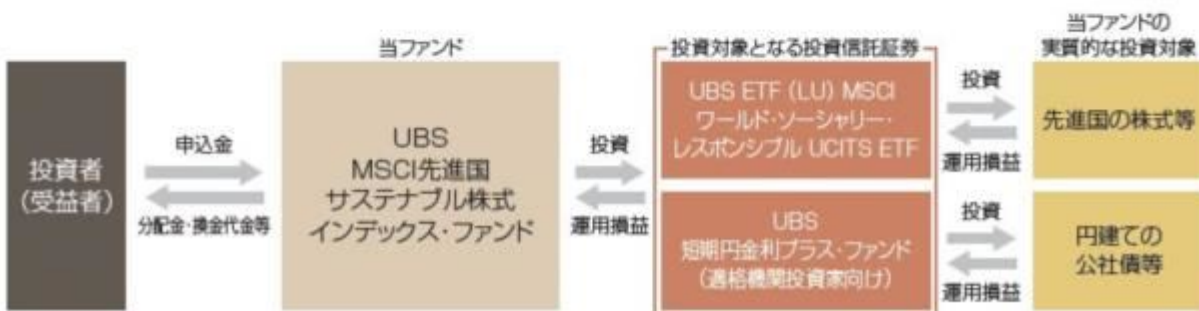 当ファンド
投資対象となる投資信託証券
当ファンドの
実質的な投資対象
投資者
(受益者)
申込金
分配金・換金代金等
UBS
MSCI先進国
サステナブル株式
インデックス・ファンド
投資
運用損益
UBS ETF (LU) MSCI
ワールド・ソーシャリー・
レスポンシブル UCITS ETF
投資
運用損益
先進国の株式等
UBS
短期円金利プラス・ファンド
(適格機関投資家向け)
投資
運用損益
円建ての
公社債等